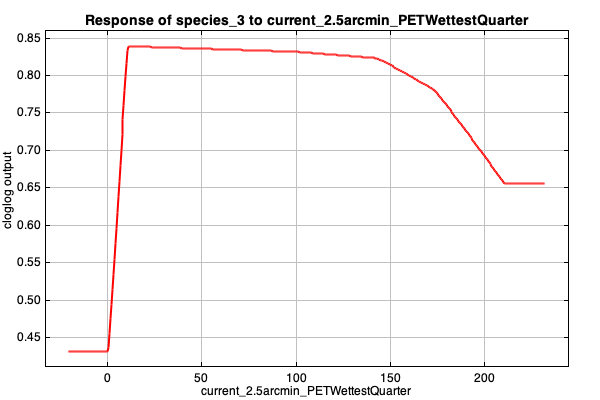 Response of species_3 to current_2.5arcmin_PETWettestQuarter
0.85
0.80
0.75
0.70
0.65
0.60
0.55
0.50
0.45
cloglog output
0 50 100 150 200
current_2.5arcmin_PETWettestQuarter